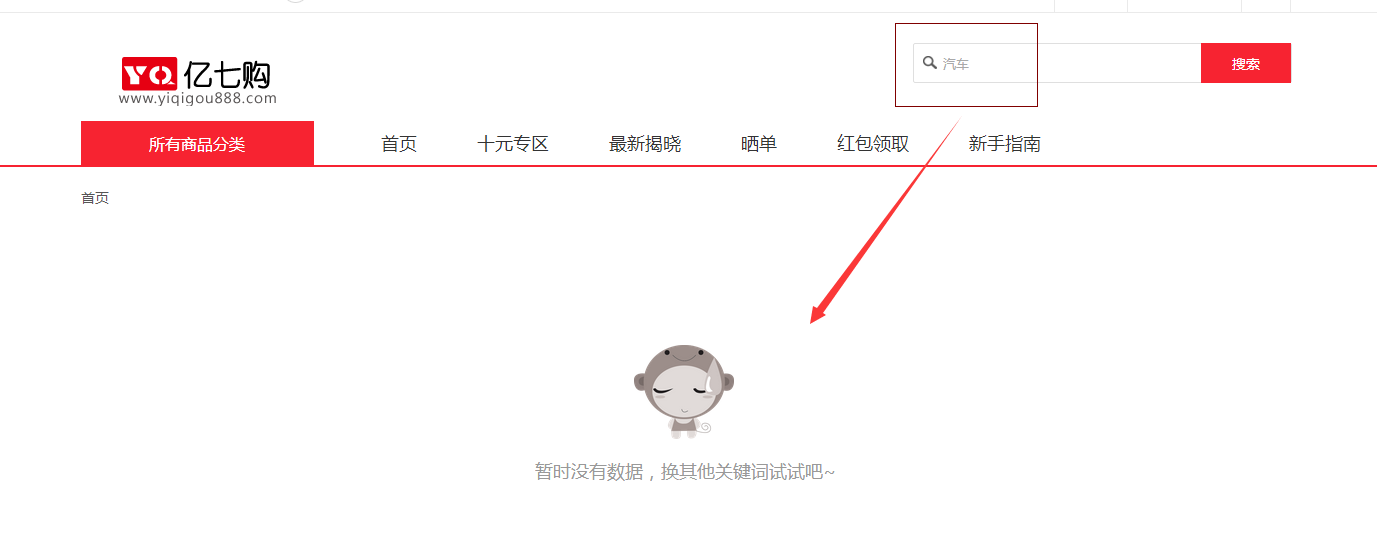 YQ 亿七购
www.yiqigou888.com
汽车
搜索
所有商品分类 首页 十元专区 最新揭晓 晒单 红包领取 新手指南
首页
暂时没有数据，换其他关键词试试吧~